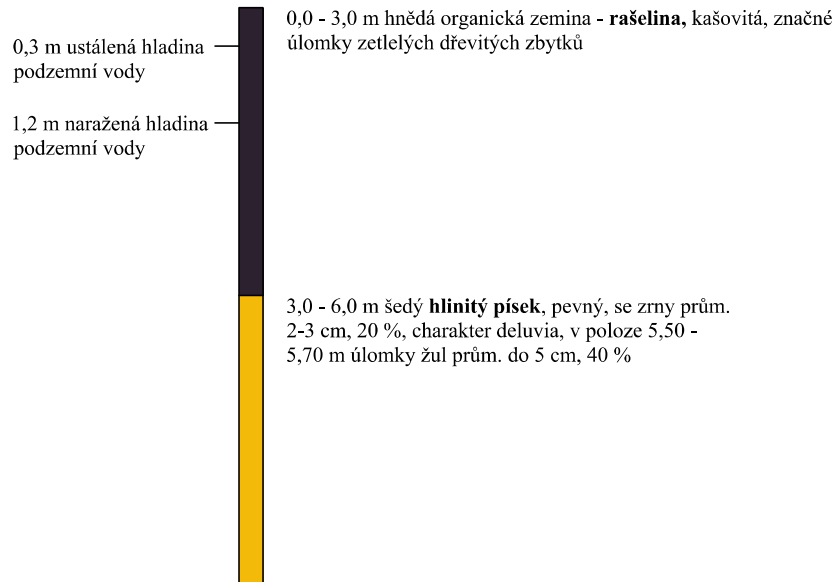 0,0 - 3,0 m hnědá organická zemina - rašelina, kašovitá, značné
úlomky zetlelých dřevitých zbytků
0,3 m ustálená hladina
podzemní vody
1,2 m naražená hladina
podzemní vody
3,0 - 6,0 m šedý hlinitý písek, pevný, se zrny prům.
2-3 cm, 20 %, charakter deluvia, v poloze 5,50 -
5,70 m úlomky žul prům. do 5 cm, 40 %